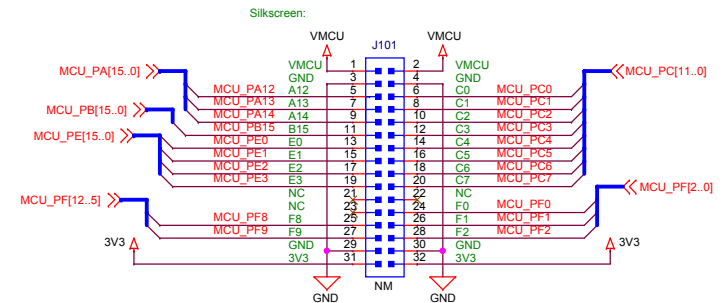 Silkscreen:
VMCU J101 VMCU
VMCU 1 2 VMCU
GND 3 4 GND
MCU_PA[15..0] MCU_PA12 A12 5 6 C0 MCU_PC0 MCU_PC[11..0]
MCU_PA13 A13 7 8 C1 MCU_PC1
MCU_PA14 A14 9 10 C2 MCU_PC2
MCU_PB[15..0] MCU_PB15 B15 11 12 C3 MCU_PC3
MCU_PE[15..0] MCU_PE0 E0 13 14 C4 MCU_PC4
MCU_PE1 E1 15 16 C5 MCU_PC5
MCU_PE2 E2 17 18 C6 MCU_PC6
MCU_PE3 E3 19 20 C7 MCU_PC7
NC 21 22 NC
MCU_PF[12..5] NC 23 24 F0 MCU_PF0 MCU_PF[2..0]
MCU_PF8 F8 25 26 F1 MCU_PF1
MCU_PF9 F9 27 28 F2 MCU_PF2
3V3 GND 29 30 GND 3V3
3V3 31 32 3V3
GND NM GND